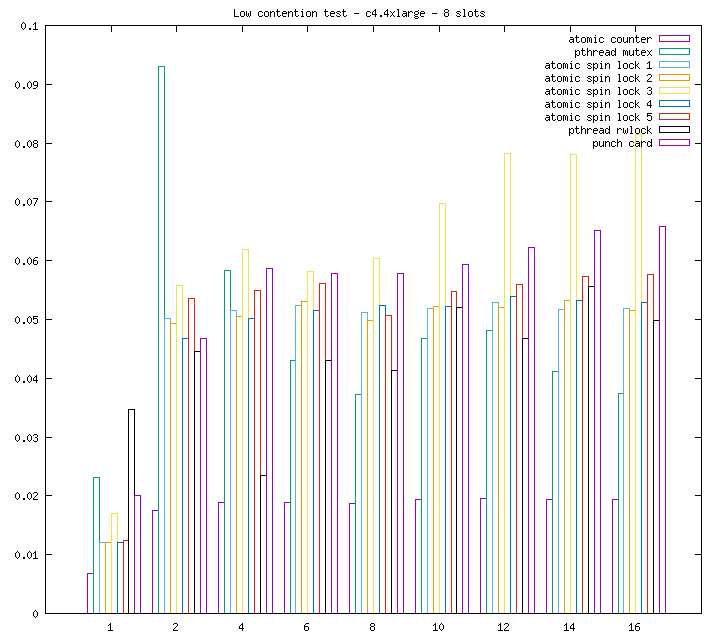 Low contention test - c4.4xlarge - 8 slots
0.1
0.09
0.08
0.07
0.06
0.05
0.04
0.03
0.02
0.01
0
atomic counter
pthread mutex
atomic spin lock 1
atomic spin lock 2
atomic spin lock 3
atomic spin lock 4
atomic spin lock 5
pthread rwlock
punch card
1 2 4 6 8 10 12 14 16